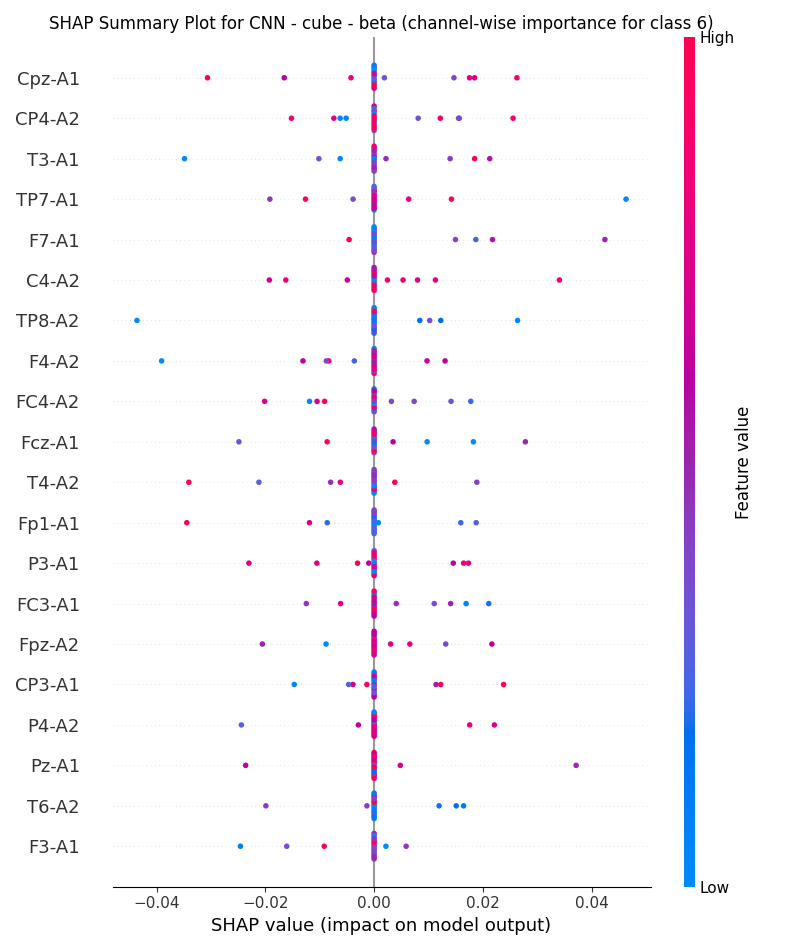 SHAP Summary Plot for CNN - cube - beta (channel-wise importance for class 6)
High
Cpz-A1
CP4-A2
T3-A1
TP7-A1
F7-A1
C4-A2
TP8-A2
F4-A2
FC4-A2
Fcz-A1
T4-A2
Fp1-A1
P3-A1
FC3-A1
Fpz-A2
CP3-A1
P4-A2
Pz-A1
T6-A2
F3-A1
Feature value
Low
−0.04 −0.02 0.00 0.02 0.04
SHAP value (impact on model output)